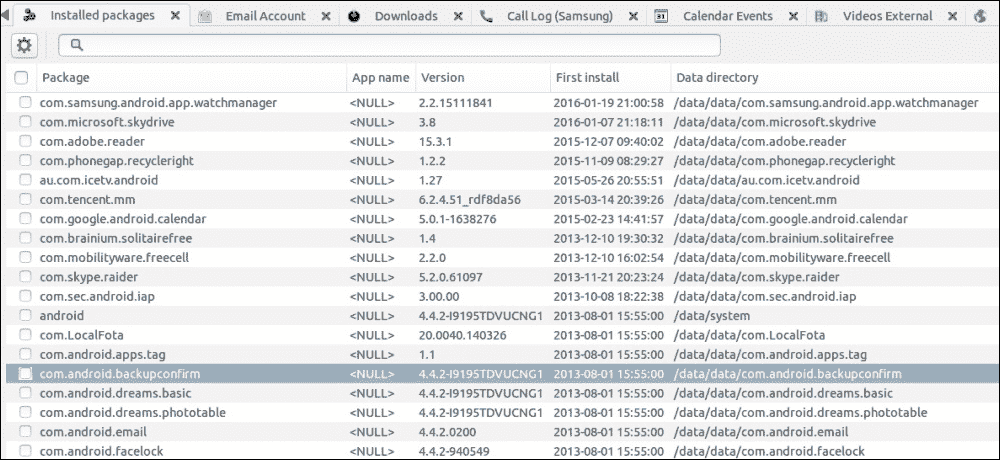 Installed packages Email Account Downloads Call Log (Samsung) Calendar Events Videos External
Package App name Version First install Data directory
com.samsung.android.app.watchmanager <NULL> 2.2.15111841 2016-01-19 21:00:58 /data/data/com.samsung.android.app.watchmanager
com.microsoft.skydrive <NULL> 3.8 2016-01-07 21:18:11 /data/data/com.microsoft.skydrive
com.adobe.reader <NULL> 15.3.1 2015-12-07 09:40:02 /data/data/com.adobe.reader
com.phonegap.recycleright <NULL> 1.2.2 2015-11-09 08:29:27 /data/data/com.phonegap.recycleright
au.com.icetv.android <NULL> 1.27 2015-05-26 20:55:51 /data/data/au.com.icetv.android
com.tencent.mm <NULL> 6.2.4.51_rdf8da56 2015-03-14 20:39:26 /data/data/com.tencent.mm
com.google.android.calendar <NULL> 5.0.1-1638276 2015-02-23 14:41:57 /data/data/com.google.android.calendar
com.brainium.solitairefree <NULL> 1.4 2013-12-10 19:30:32 /data/data/com.brainium.solitairefree
com.mobilityware.freecell <NULL> 2.2.0 2013-12-10 16:02:54 /data/data/com.mobilityware.freecell
com.skype.raider <NULL> 5.2.0.61097 2013-11-21 20:23:24 /data/data/com.skype.raider
com.sec.android.iap <NULL> 3.00.00 2013-10-08 18:22:38 /data/data/com.sec.android.iap
android <NULL> 4.4.2-I9195TDVUCNG1 2013-08-01 15:55:00 /data/system
com.LocalFota <NULL> 20.0040.140326 2013-08-01 15:55:00 /data/data/com.LocalFota
com.android.apps.tag <NULL> 1.1 2013-08-01 15:55:00 /data/data/com.android.apps.tag
com.android.backupconfirm <NULL> 4.4.2-I9195TDVUCNG1 2013-08-01 15:55:00 /data/data/com.android.backupconfirm
com.android.dreams.basic <NULL> 4.4.2-I9195TDVUCNG1 2013-08-01 15:55:00 /data/data/com.android.dreams.basic
com.android.dreams.phototable <NULL> 4.4.2-I9195TDVUCNG1 2013-08-01 15:55:00 /data/data/com.android.dreams.phototable
com.android.email <NULL> 4.4.2.0200 2013-08-01 15:55:00 /data/data/com.android.email
com.android.facelock <NULL> 4.4.2-940549 2013-08-01 15:55:00 /data/data/com.android.facelock